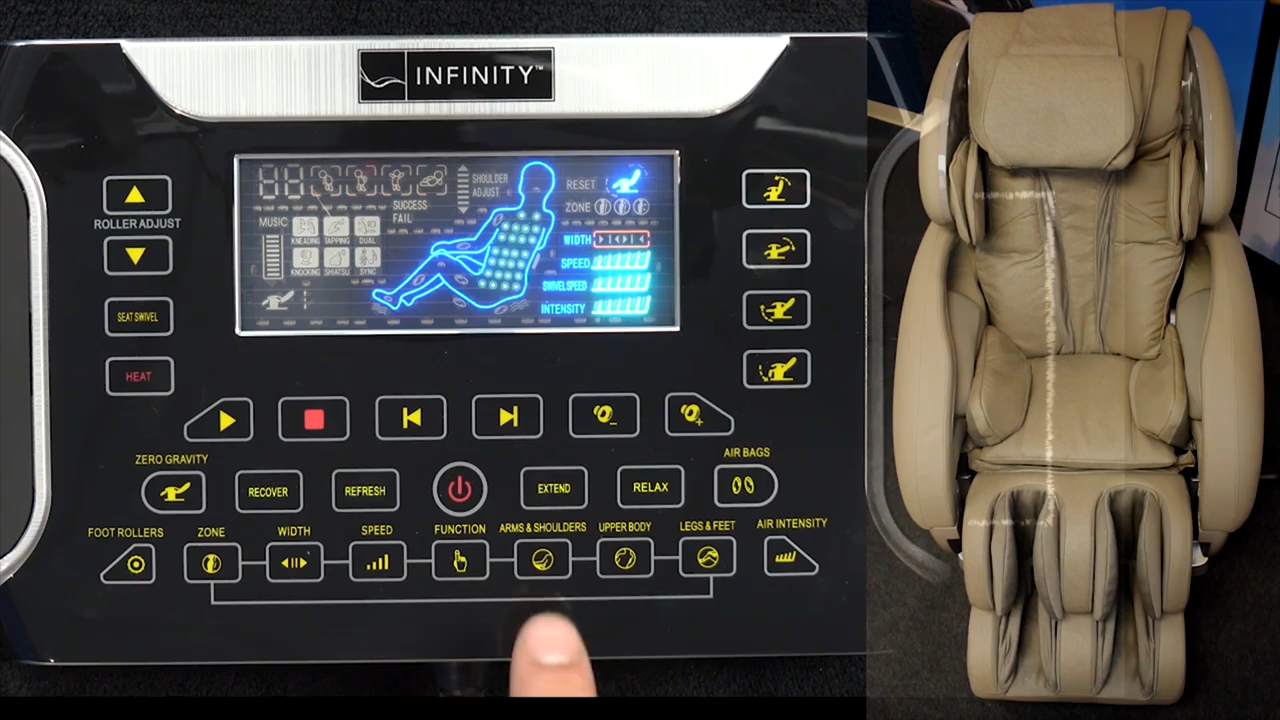 INFINITY™
88
SHOULDER
ADJUST
RESET
SUCCESS
FAIL
ZONE
MUSIC
KNEADING TAPPING DUAL
KNOCKING SHIATSU SYNC
WIDTH
SPEED
SWIVEL SPEED
INTENSITY
ROLLER ADJUST
SEAT SWIVEL
HEAT
ZERO GRAVITY
RECOVER
REFRESH
EXTEND
RELAX
AIR BAGS
FOOT ROLLERS
ZONE
WIDTH
SPEED
FUNCTION
ARMS & SHOULDERS
UPPER BODY
LEGS & FEET
AIR INTENSITY